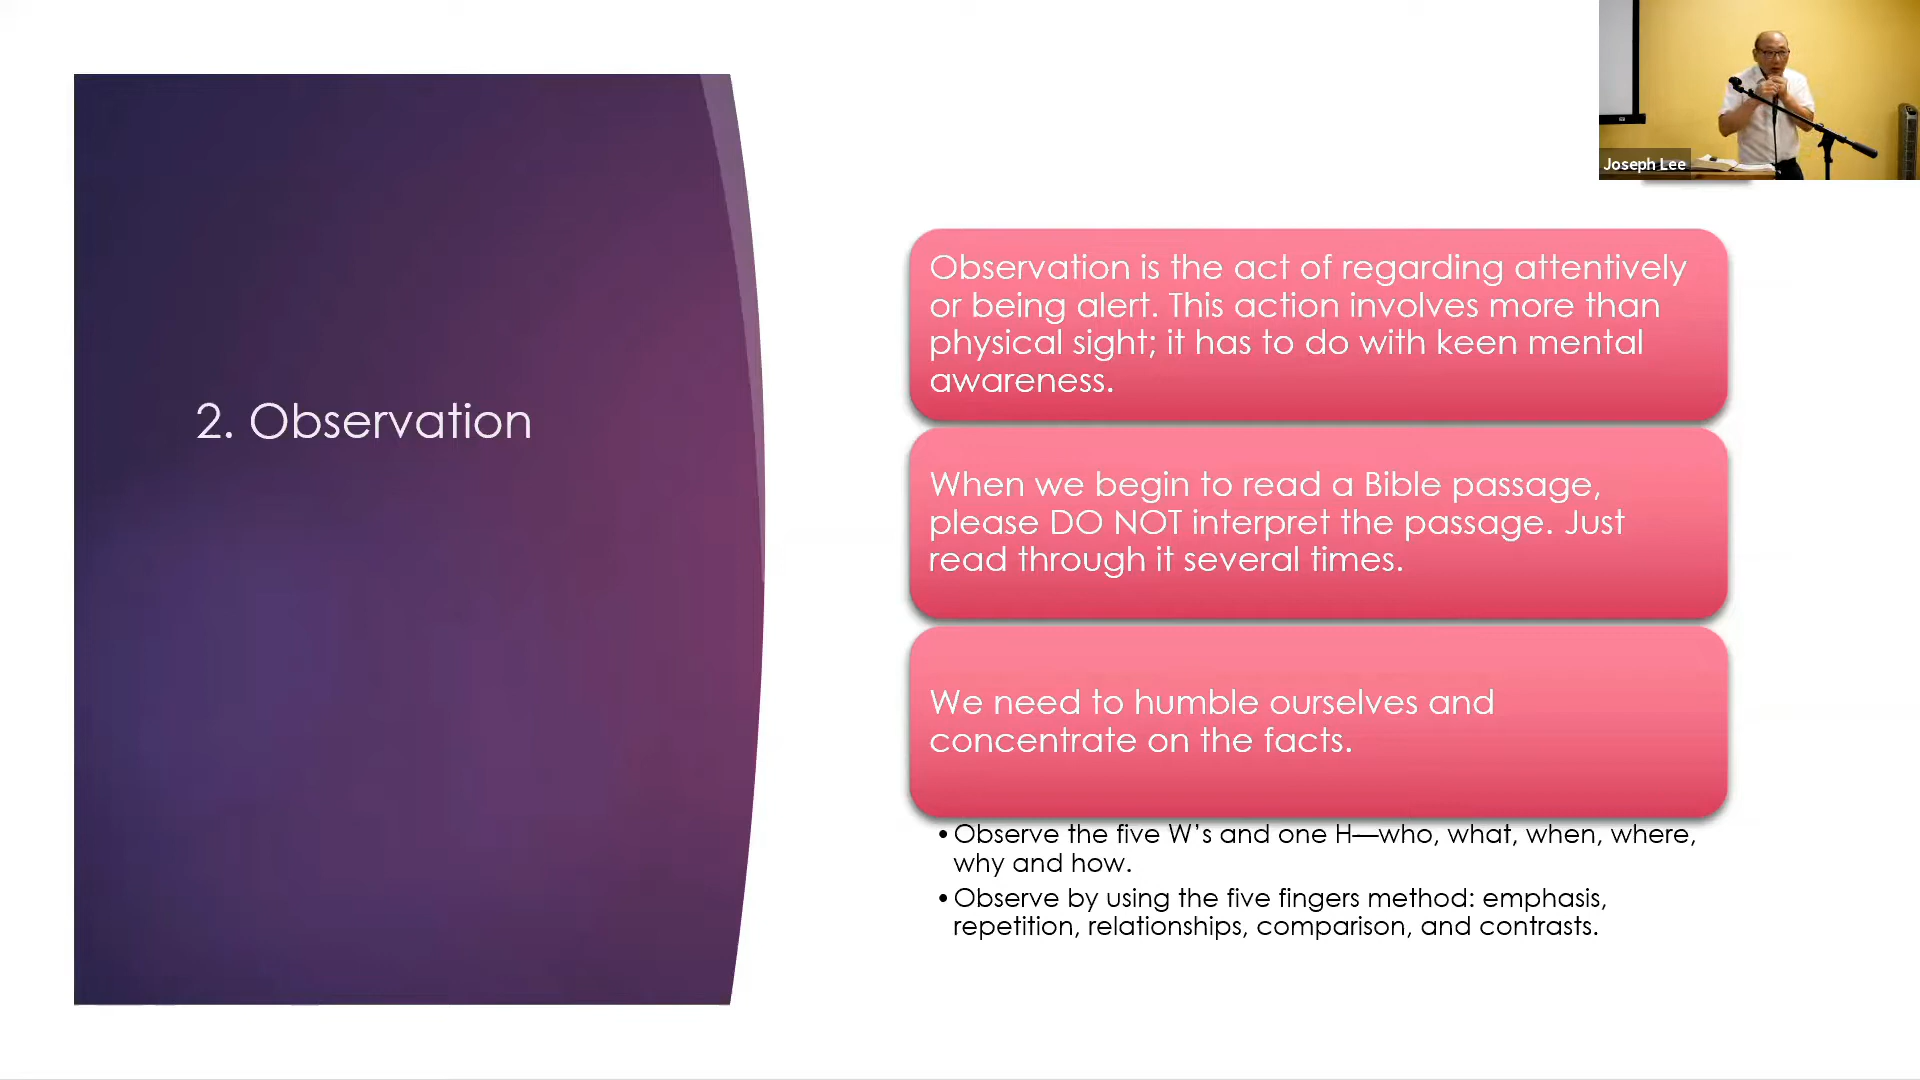 Joseph Lee
2. Observation
Observation is the act of regarding attentively
or being alert. This action involves more than
physical sight; it has to do with keen mental
awareness.
When we begin to read a Bible passage,
please DO NOT interpret the passage. Just
read through it several times.
We need to humble ourselves and
concentrate on the facts.
•Observe the five W’s and one H—who, what, when, where,
why and how.
•Observe by using the five fingers method: emphasis,
repetition, relationships, comparison, and contrasts.